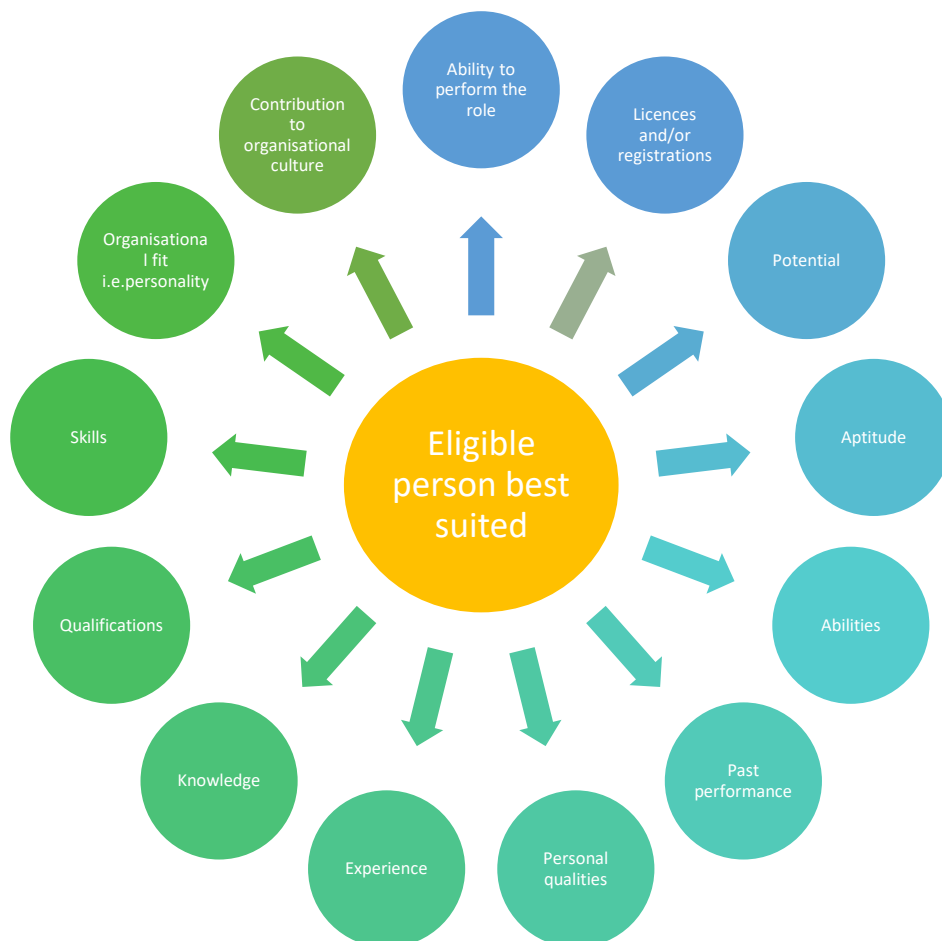 Ability to
perform the
role
Licences
and/or
registrations
Potential
Aptitude
Abilities
Past
performance
Personal
qualities
Experience
Knowledge
Qualifications
Skills
Organisationa
l fit
i.e.personality
Contribution
to
organisational
culture
Eligible
person best
suited